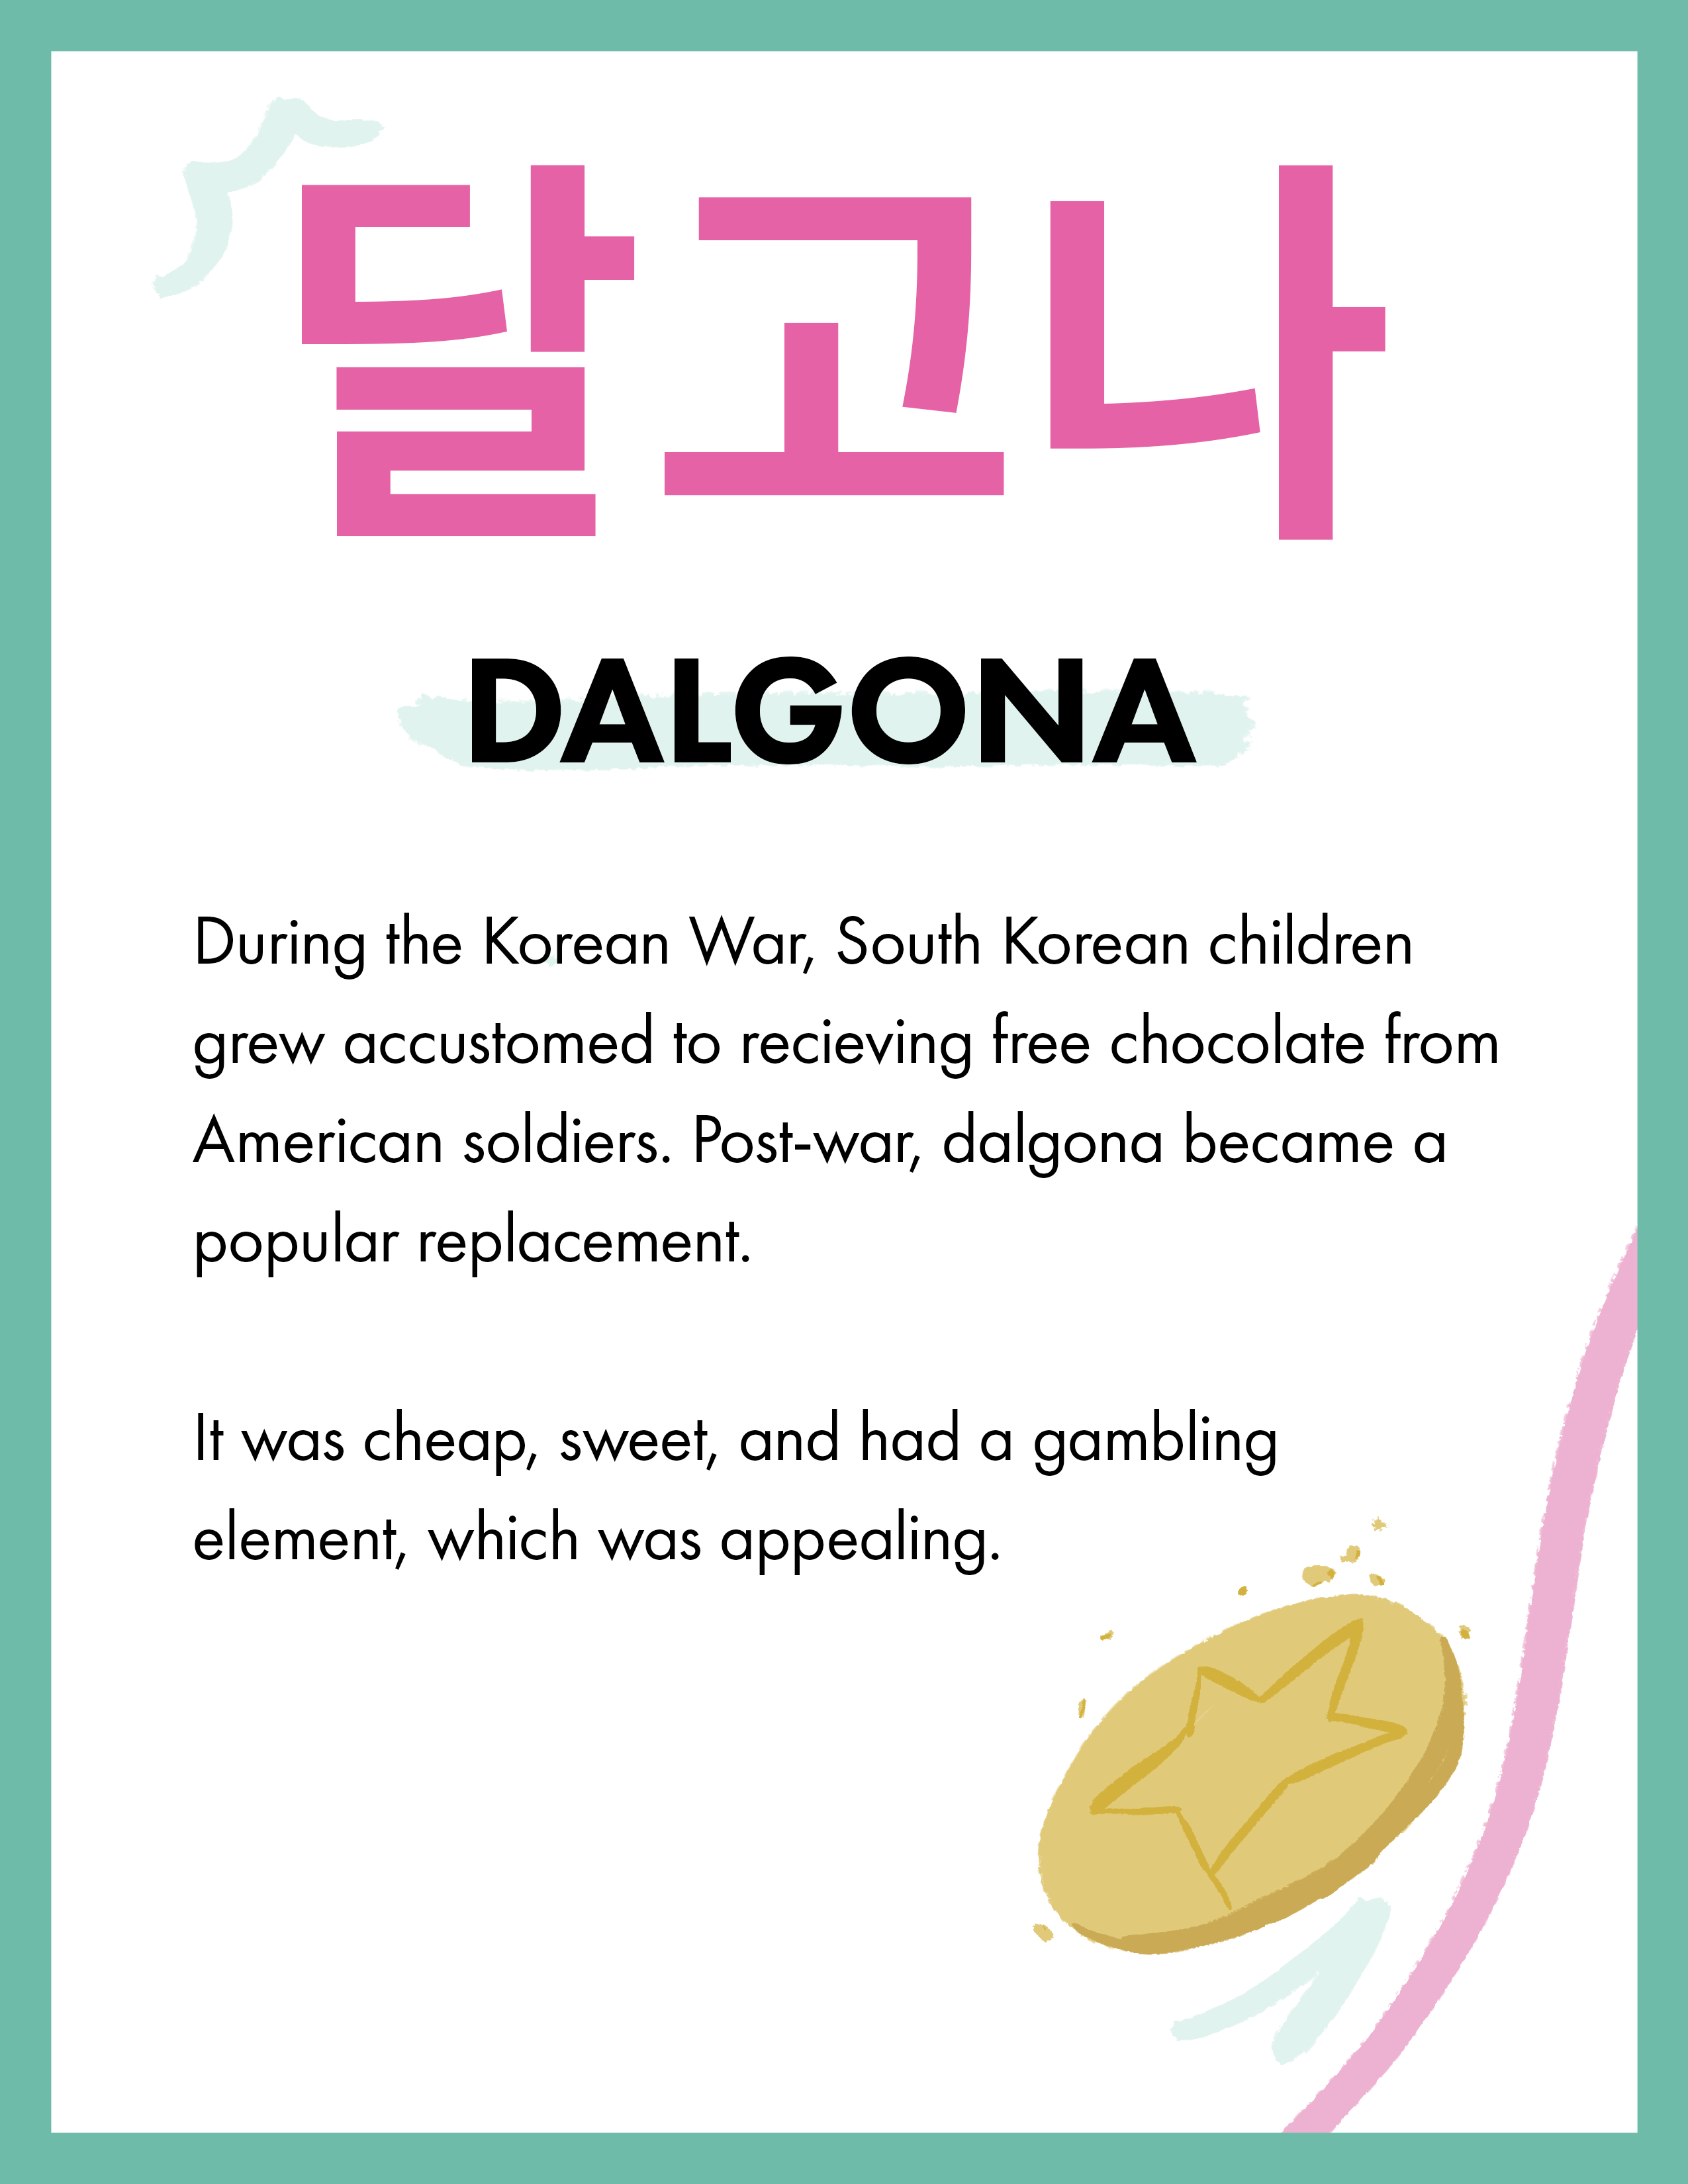 달고나
DALGONA
During the Korean War, South Korean children
grew accustomed to recieving free chocolate from
American soldiers. Post-war, dalgona became a
popular replacement.
It was cheap, sweet, and had a gambling
element, which was appealing.